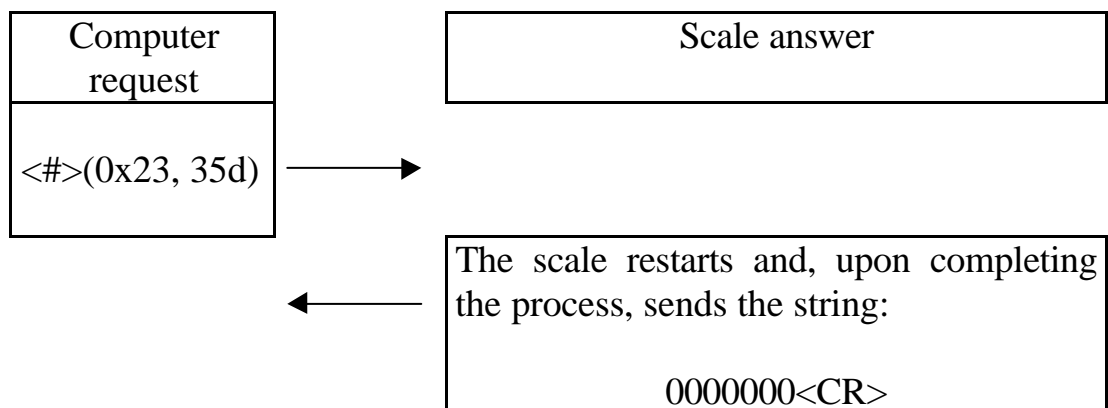 Computer
request
Scale answer
<#>(0x23, 35d)
The scale restarts and, upon completing
the process, sends the string:
0000000<CR>